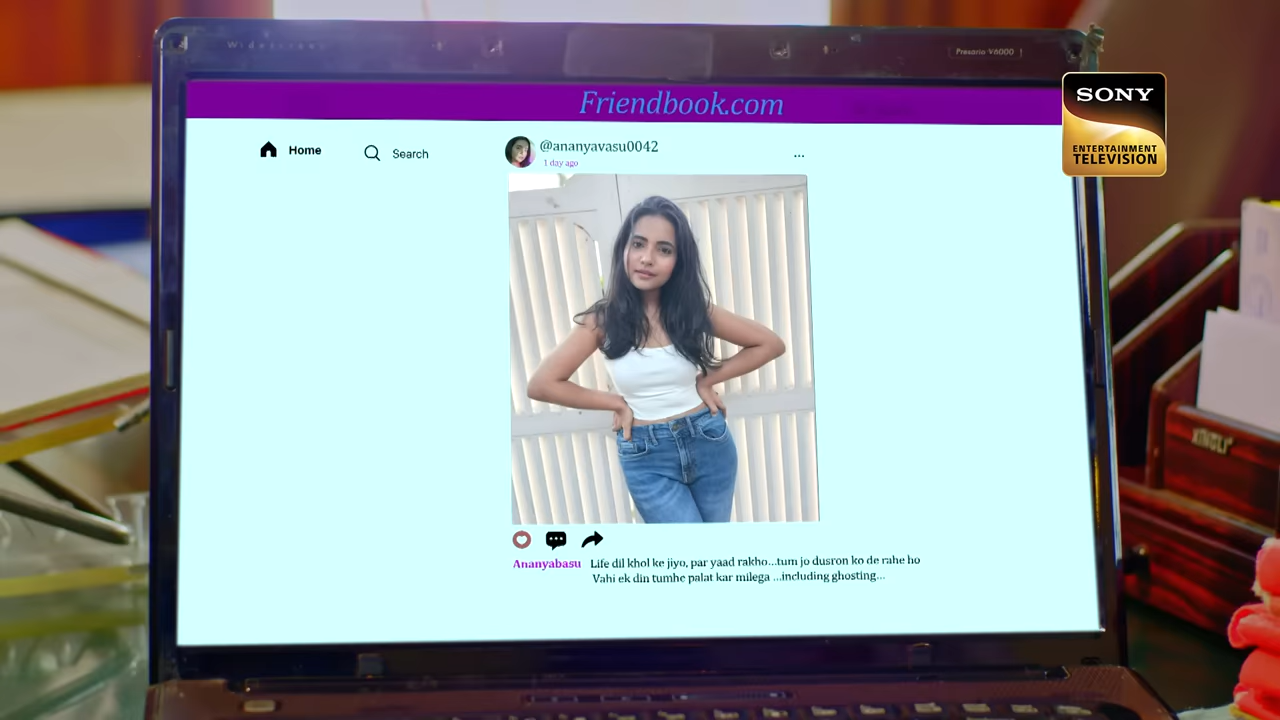 Widescreen
Presario V6000
Friendbook.com
SONY
ENTERTAINMENT
TELEVISION
Home
Search
@ananyavasu0042
1 day ago
...
Ananyabasu Life dil khol ke jiyo, par yaad rakho...tum jo dusron ko de rahe ho
Vahi ek din tumhe palat kar milega ...including ghosting...
XINGLI